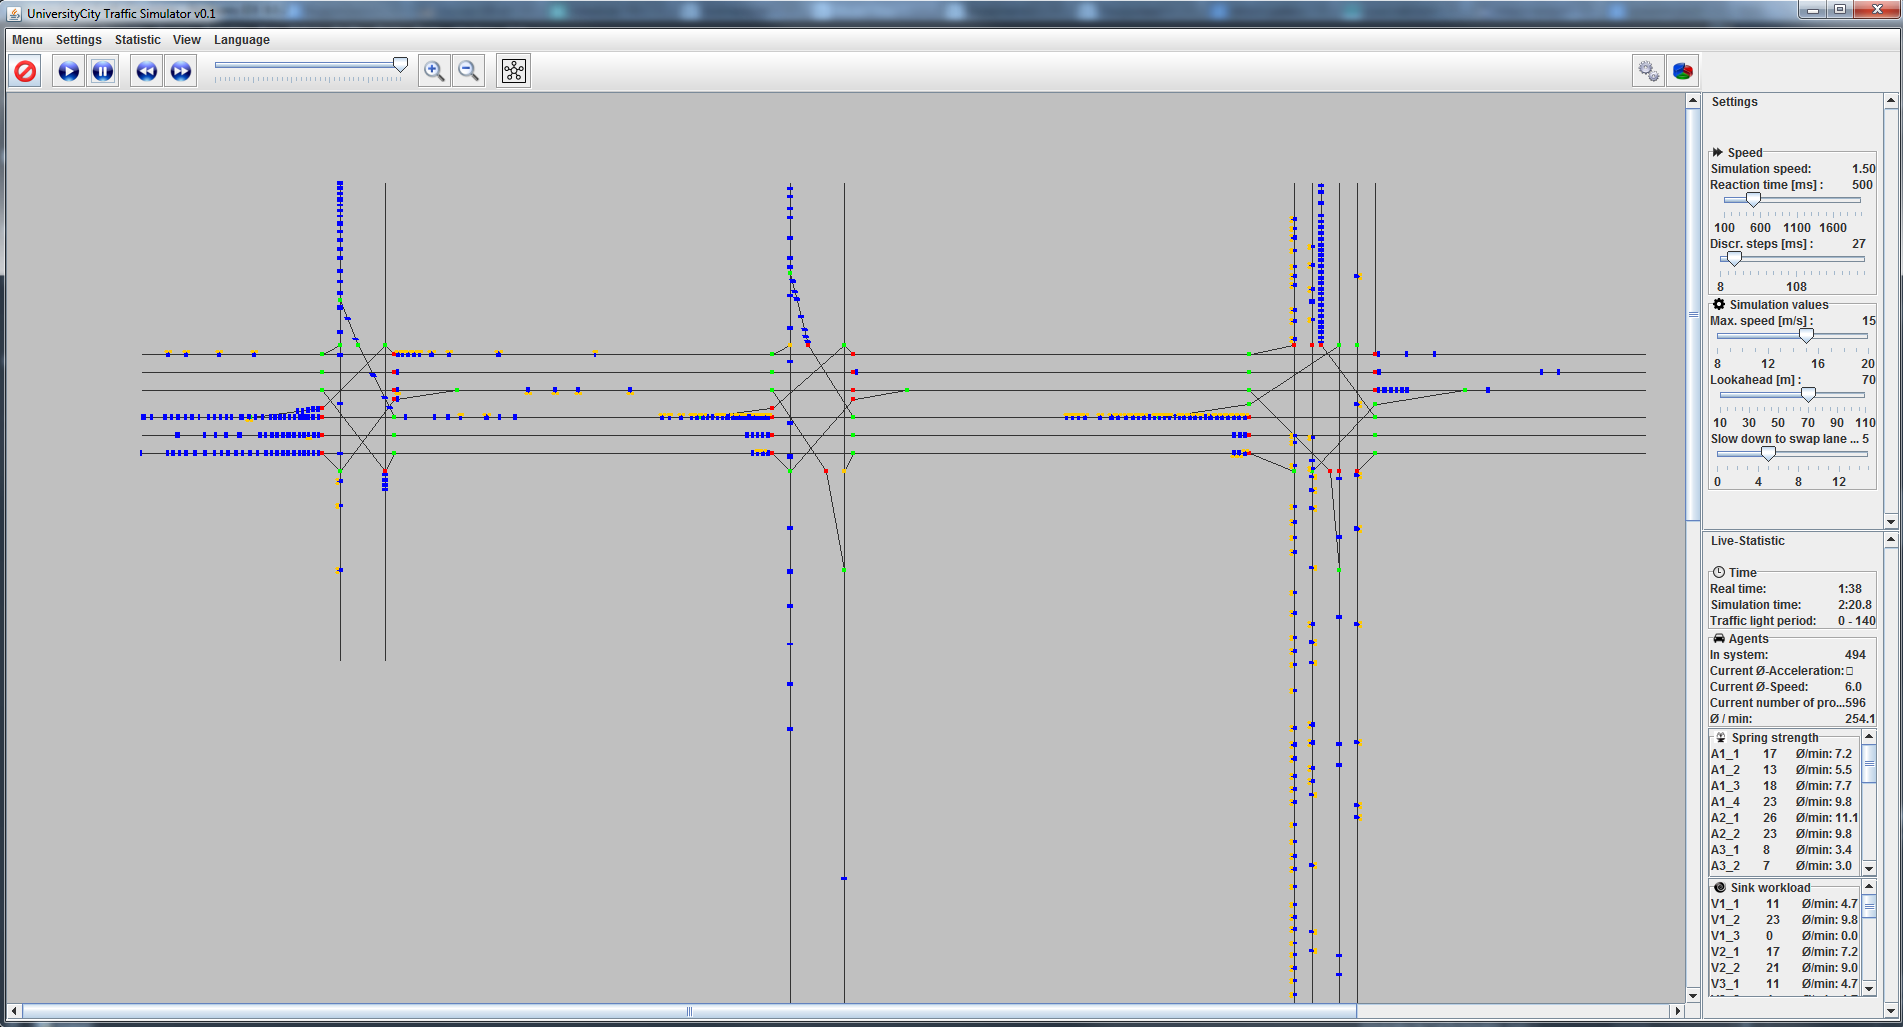 UniversityCity Traffic Simulator v0.1
Menu Settings Statistic View Language
Settings
Speed
Simulation speed: 1.50
Reaction time [ms] : 500
100 600 1100 1600
Discr. steps [ms] : 27
8 108
Simulation values
Max. speed [m/s] : 15
8 12 16 20
Lookahead [m] : 70
10 30 50 70 90 110
Slow down to swap lane ... 5
0 4 8 12
Live-Statistic
Time
Real time: 1:38
Simulation time: 2:20.8
Traffic light period: 0 - 140
Agents
In system: 494
Current Ø-Acceleration:
Current Ø-Speed: 6.0
Current number of pro...596
Ø / min: 254.1
Spring strength
A1_1 17 Ø/min: 7.2
A1_2 13 Ø/min: 5.5
A1_3 18 Ø/min: 7.7
A1_4 23 Ø/min: 9.8
A2_1 26 Ø/min: 11.1
A2_2 23 Ø/min: 9.8
A3_1 8 Ø/min: 3.4
A3_2 7 Ø/min: 3.0
Sink workload
V1_1 11 Ø/min: 4.7
V1_2 23 Ø/min: 9.8
V1_3 0 Ø/min: 0.0
V2_1 17 Ø/min: 7.2
V2_2 21 Ø/min: 9.0
V3_1 11 Ø/min: 4.7